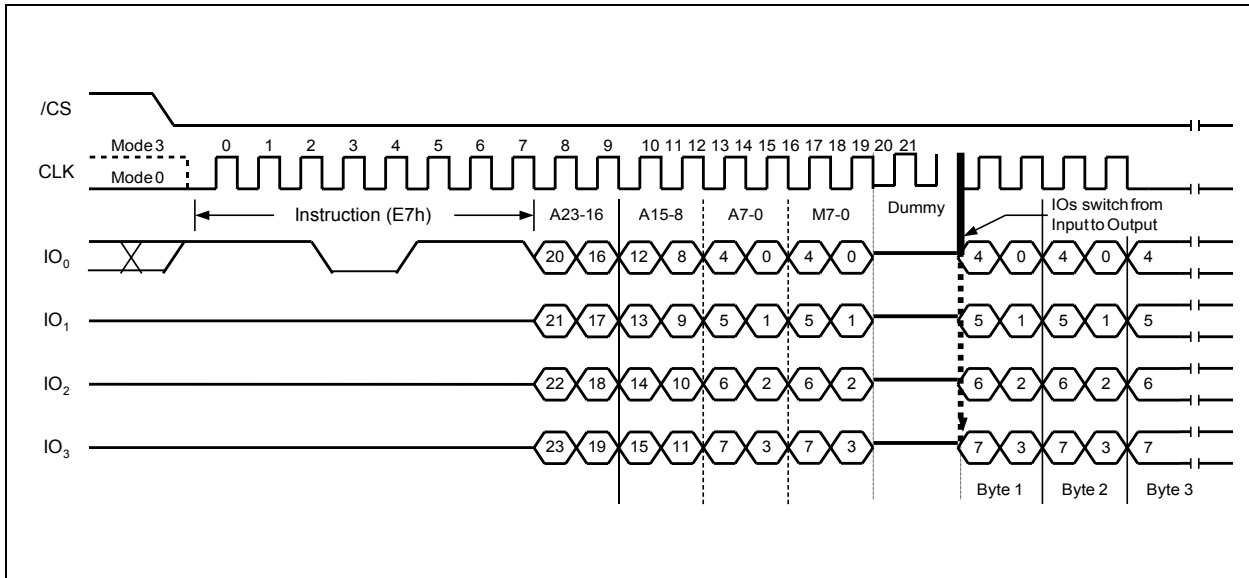 /CS
Mode 3
0 1 2 3 4 5 6 7 8 9 10 11 12 13 14 15 16 17 18 19 20 21
CLK
Mode 0
Instruction (E7h) A23-16 A15-8 A7-0 M7-0 Dummy
IOs switch from
Input to Output
IO0 20 16 12 8 4 0 4 0 4 0 4 0 4
IO1 21 17 13 9 5 1 5 1 5 1 5 1 5
IO2 22 18 14 10 6 2 6 2 6 2 6 2 6
IO3 23 19 15 11 7 3 7 3 7 3 7 3 7
Byte 1 Byte 2 Byte 3